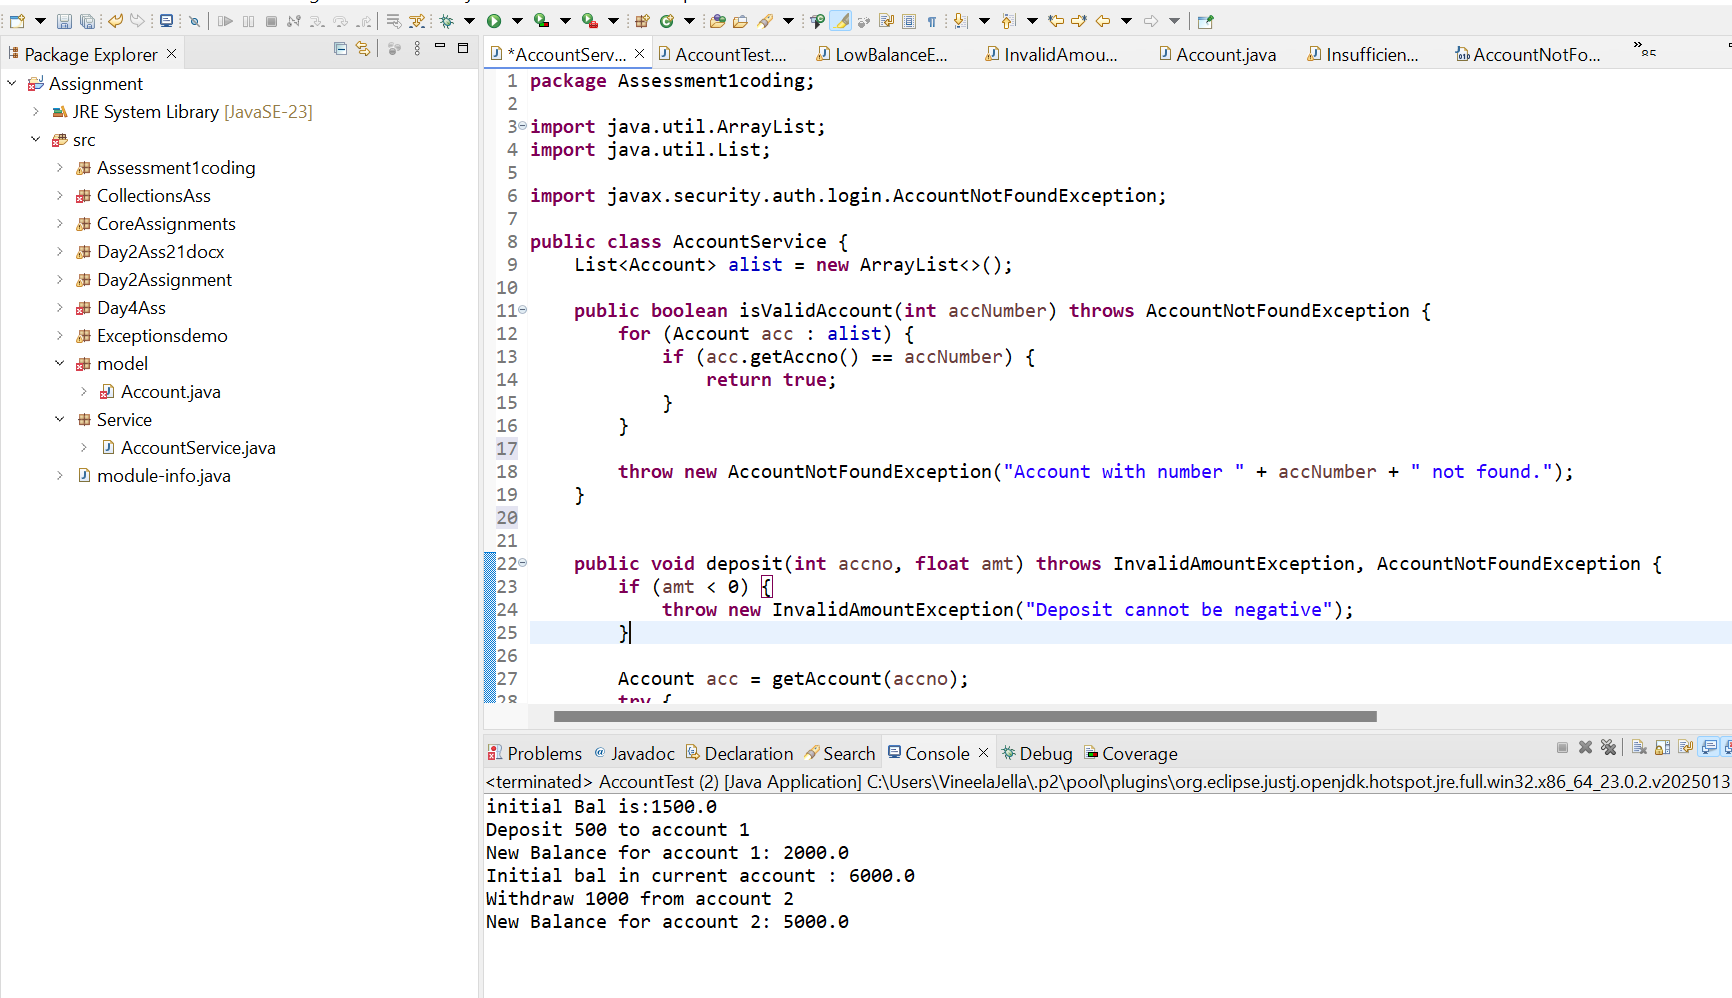 Package Explorer
Assignment
JRE System Library [JavaSE-23]
src
Assessment1coding
CollectionsAss
CoreAssignments
Day2Ass21docx
Day2Assignment
Day4Ass
Exceptionsdemo
model
Account.java
Service
AccountService.java
module-info.java
*AccountServ... AccountTest.... LowBalanceE... InvalidAmou... Account.java Insufficien... AccountNotFo... »85
1 package Assessment1coding;
2
3 import java.util.ArrayList;
4 import java.util.List;
5
6 import javax.security.auth.login.AccountNotFoundException;
7
8 public class AccountService {
9 List<Account> alist = new ArrayList<>();
10
11 public boolean isValidAccount(int accNumber) throws AccountNotFoundException {
12 for (Account acc : alist) {
13 if (acc.getAccno() == accNumber) {
14 return true;
15 }
16 }
17
18 throw new AccountNotFoundException("Account with number " + accNumber + " not found.");
19 }
20
21
22 public void deposit(int accno, float amt) throws InvalidAmountException, AccountNotFoundException {
23 if (amt < 0) {
24 throw new InvalidAmountException("Deposit cannot be negative");
25 }
26
27 Account acc = getAccount(accno);
28 try {
Problems @ Javadoc Declaration Search Console Debug Coverage
<terminated> AccountTest (2) [Java Application] C:\Users\VineelaJella\.p2\pool\plugins\org.eclipse.justj.openjdk.hotspot.jre.full.win32.x86_64_23.0.2.v2025013
initial Bal is:1500.0
Deposit 500 to account 1
New Balance for account 1: 2000.0
Initial bal in current account : 6000.0
Withdraw 1000 from account 2
New Balance for account 2: 5000.0